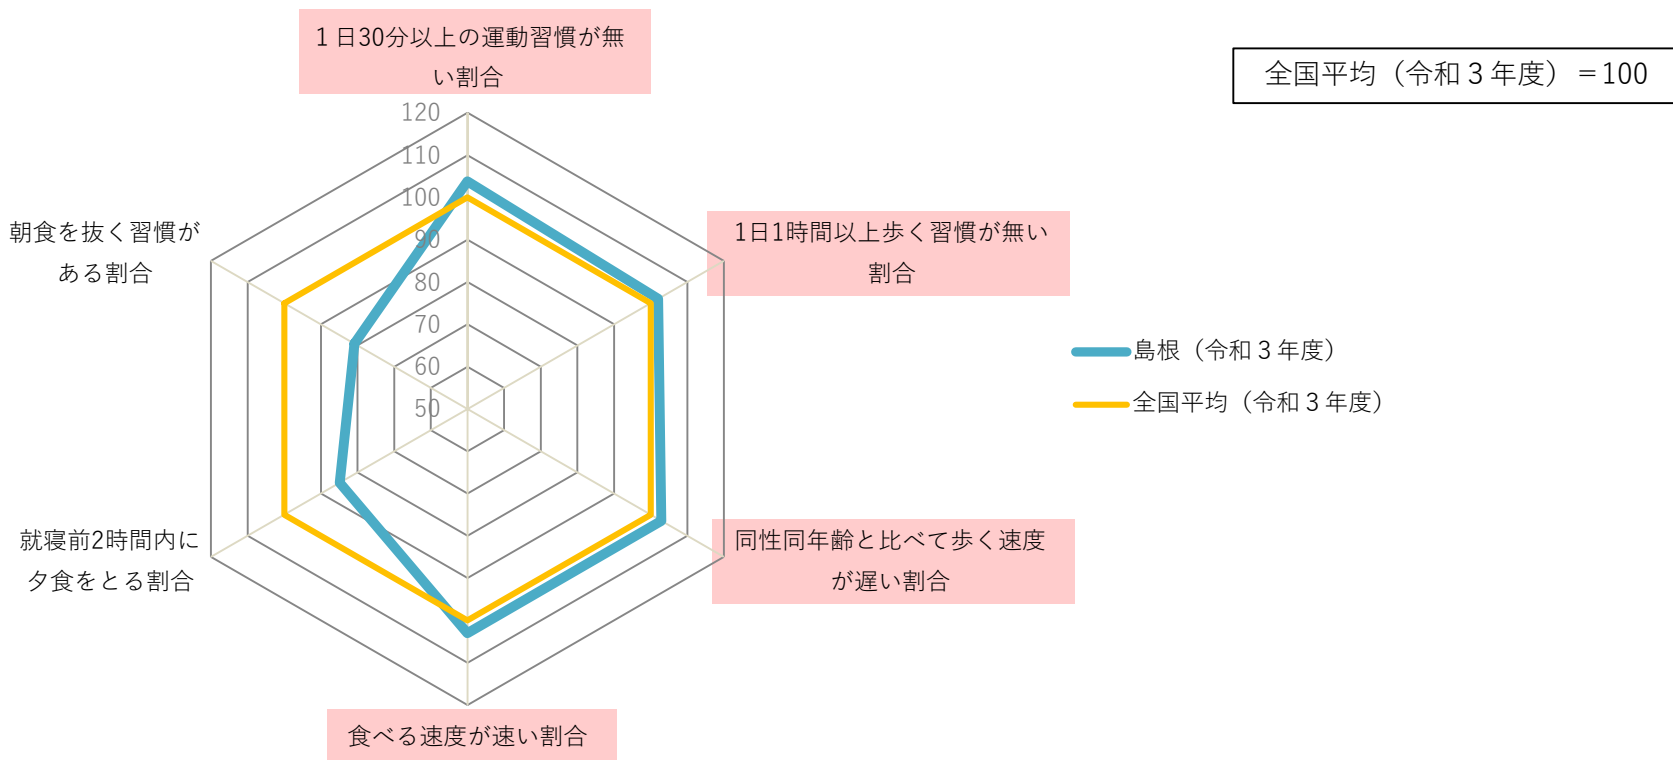 １日30分以上の運動習慣が無
い割合
全国平均（令和３年度）＝100
120
110
100
90
80
70
60
50
朝食を抜く習慣が
ある割合
1日1時間以上歩く習慣が無い
割合
島根（令和３年度）
全国平均（令和３年度）
就寝前2時間内に
夕食をとる割合
同性同年齢と比べて歩く速度
が遅い割合
食べる速度が速い割合